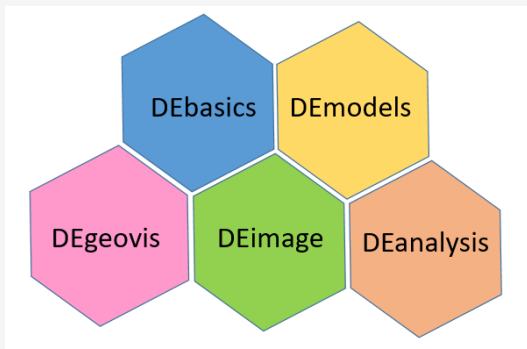 DEbasics
DEmodels
DEgeovis
DEimage
DEanalysis